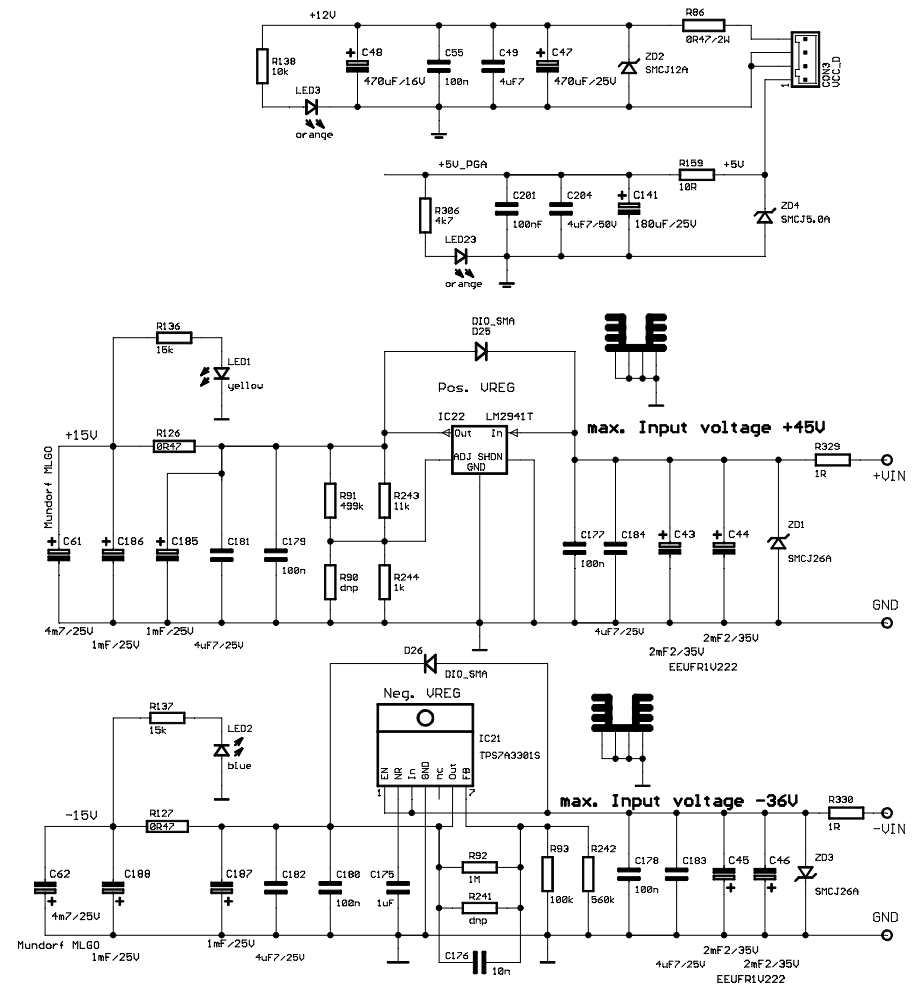 +12V
R86
0R47/2W
R138
10k
C48
470uF/16V
C55
100n
C49
4uF7
C47
470uF/25V
ZD2
SMCJ12A
CON3
VCC_D
1
LED3
orange
+5V_PGA
R159
10R
+5V
R306
4k7
C201
100nF
C204
4uF7/50V
C141
180uF/25V
ZD4
SMCJ5.0A
LED23
orange
R136
15k
LED1
yellow
DIO_SMA
D25
Pos. VREG
IC22 LM2941T
Out In
ADJ SHDN
GND
max. Input voltage +45V
+15V
R126
0R47
R329
1R
+VIN
Mundorf MLGO
R91
499k
R243
11k
C61
C186
C185
C181
C179
100n
R90
dnp
R244
1k
C177
100n
C184
C43
C44
ZD1
SMCJ26A
GND
4m7/25V
1mF/25V
1mF/25V
4uF7/25V
4uF7/25V
2mF2/35V
2mF2/35V
EEUFR1V222
D26
DIO_SMA
Neg. VREG
R137
15k
LED2
blue
IC21
TPS7A3301S
EN
NR
In
GND
nc
Out
FB
1
7
max. Input voltage -36V
-15V
R127
0R47
R330
1R
-VIN
C62
4m7/25V
C188
C187
C182
C180
100n
C175
1uF
R92
1M
R241
dnp
R93
100k
R242
560k
C178
100n
C183
C45
C46
ZD3
SMCJ26A
GND
Mundorf MLGO
1mF/25V
1mF/25V
4uF7/25V
C176
10n
4uF7/25V
2mF2/35V
2mF2/35V
EEUFR1V222